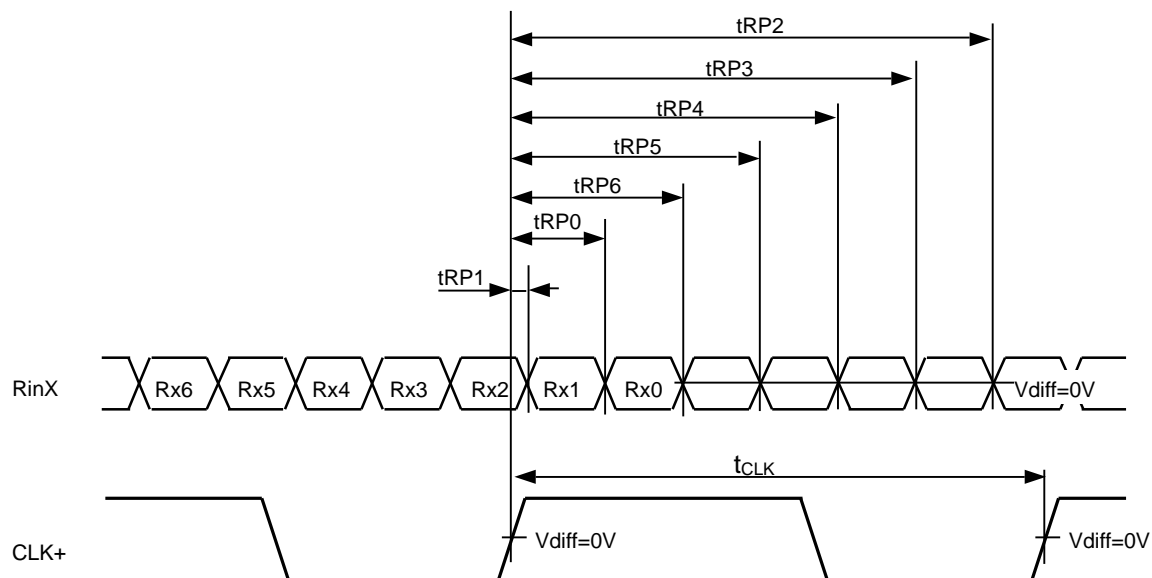 tRP2
tRP3
tRP4
tRP5
tRP6
tRP0
tRP1
RinX Rx6 Rx5 Rx4 Rx3 Rx2 Rx1 Rx0 Vdiff=0V
tCLK
CLK+ Vdiff=0V Vdiff=0V